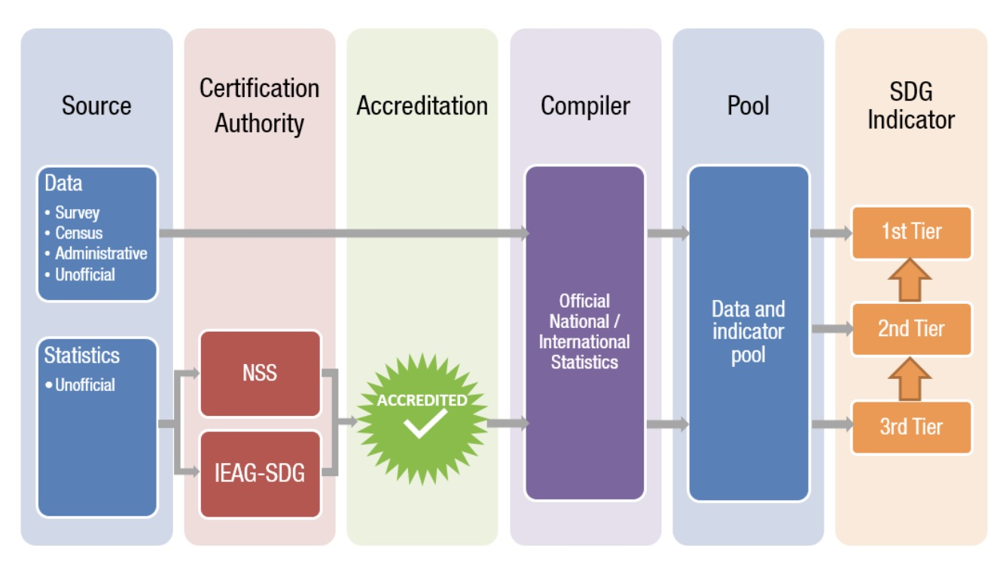 Source
Certification
Authority
Accreditation
Compiler
Pool
SDG
Indicator
Data
• Survey
• Census
• Administrative
• Unofficial
Statistics
• Unofficial
NSS
IEAG-SDG
ACCREDITED
Official
National /
International
Statistics
Data and
indicator
pool
1st Tier
2nd Tier
3rd Tier